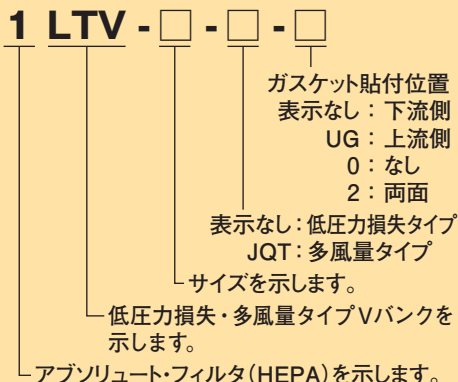 1 LTV - □ - □ - □
ガスケット貼付位置
表示なし：下流側
UG：上流側
0：なし
2：両面
表示なし：低圧力損失タイプ
JQT：多風量タイプ
サイズを示します。
低圧力損失・多風量タイプVバンクを
示します。
アブソリュート・フィルタ（HEPA）を示します。